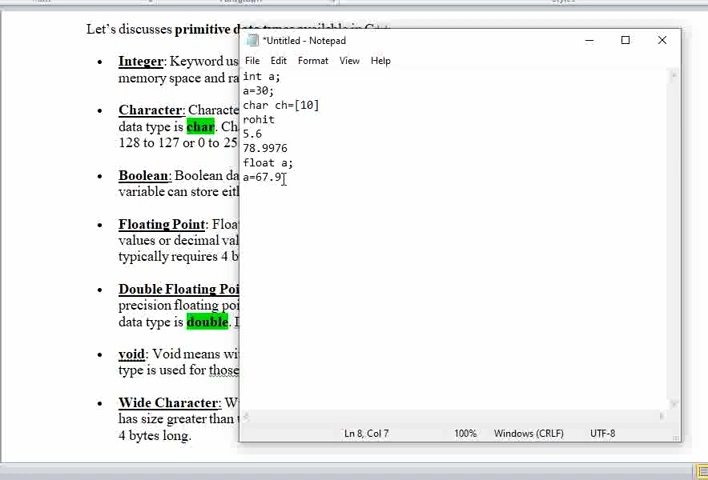 Let's discusses primitive data types available in C++
*Untitled - Notepad
File Edit Format View Help
int a;
a=30;
char ch=[10]
rohit
5.6
78.9976
float a;
a=67.9
Ln 8, Col 7 100% Windows (CRLF) UTF-8
• Integer: Keyword us
memory space and ra
• Character: Characte
data type is char. Ch
128 to 127 or 0 to 25
• Boolean: Boolean da
variable can store eith
• Floating Point: Floa
values or decimal val
typically requires 4 b
• Double Floating Poi
precision floating poi
data type is double. D
• void: Void means wi
type is used for those
• Wide Character: W
has size greater than
4 bytes long.